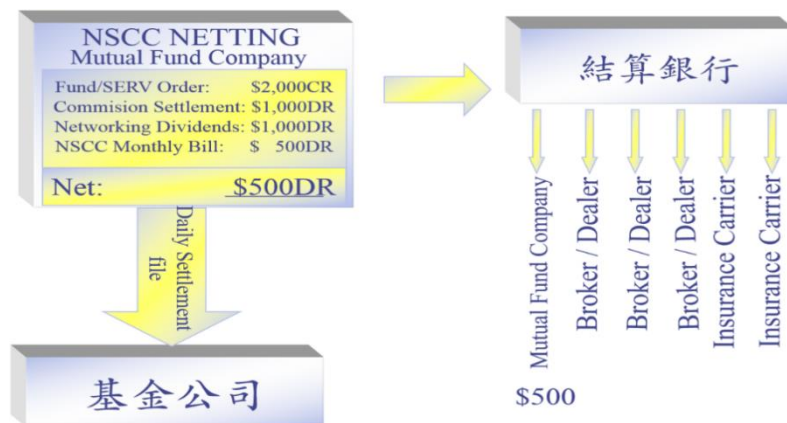 NSCC NETTING
Mutual Fund Company
Fund/SERV Order: $2,000CR
Commision Settlement: $1,000DR
Networking Dividends: $1,000DR
NSCC Monthly Bill: $ 500DR
Net: $500DR
Daily Settlement
file
基金公司
結算銀行
Mutual Fund Company
Broker / Dealer
Broker / Dealer
Broker / Dealer
Insurance Carrier
Insurance Carrier
$500